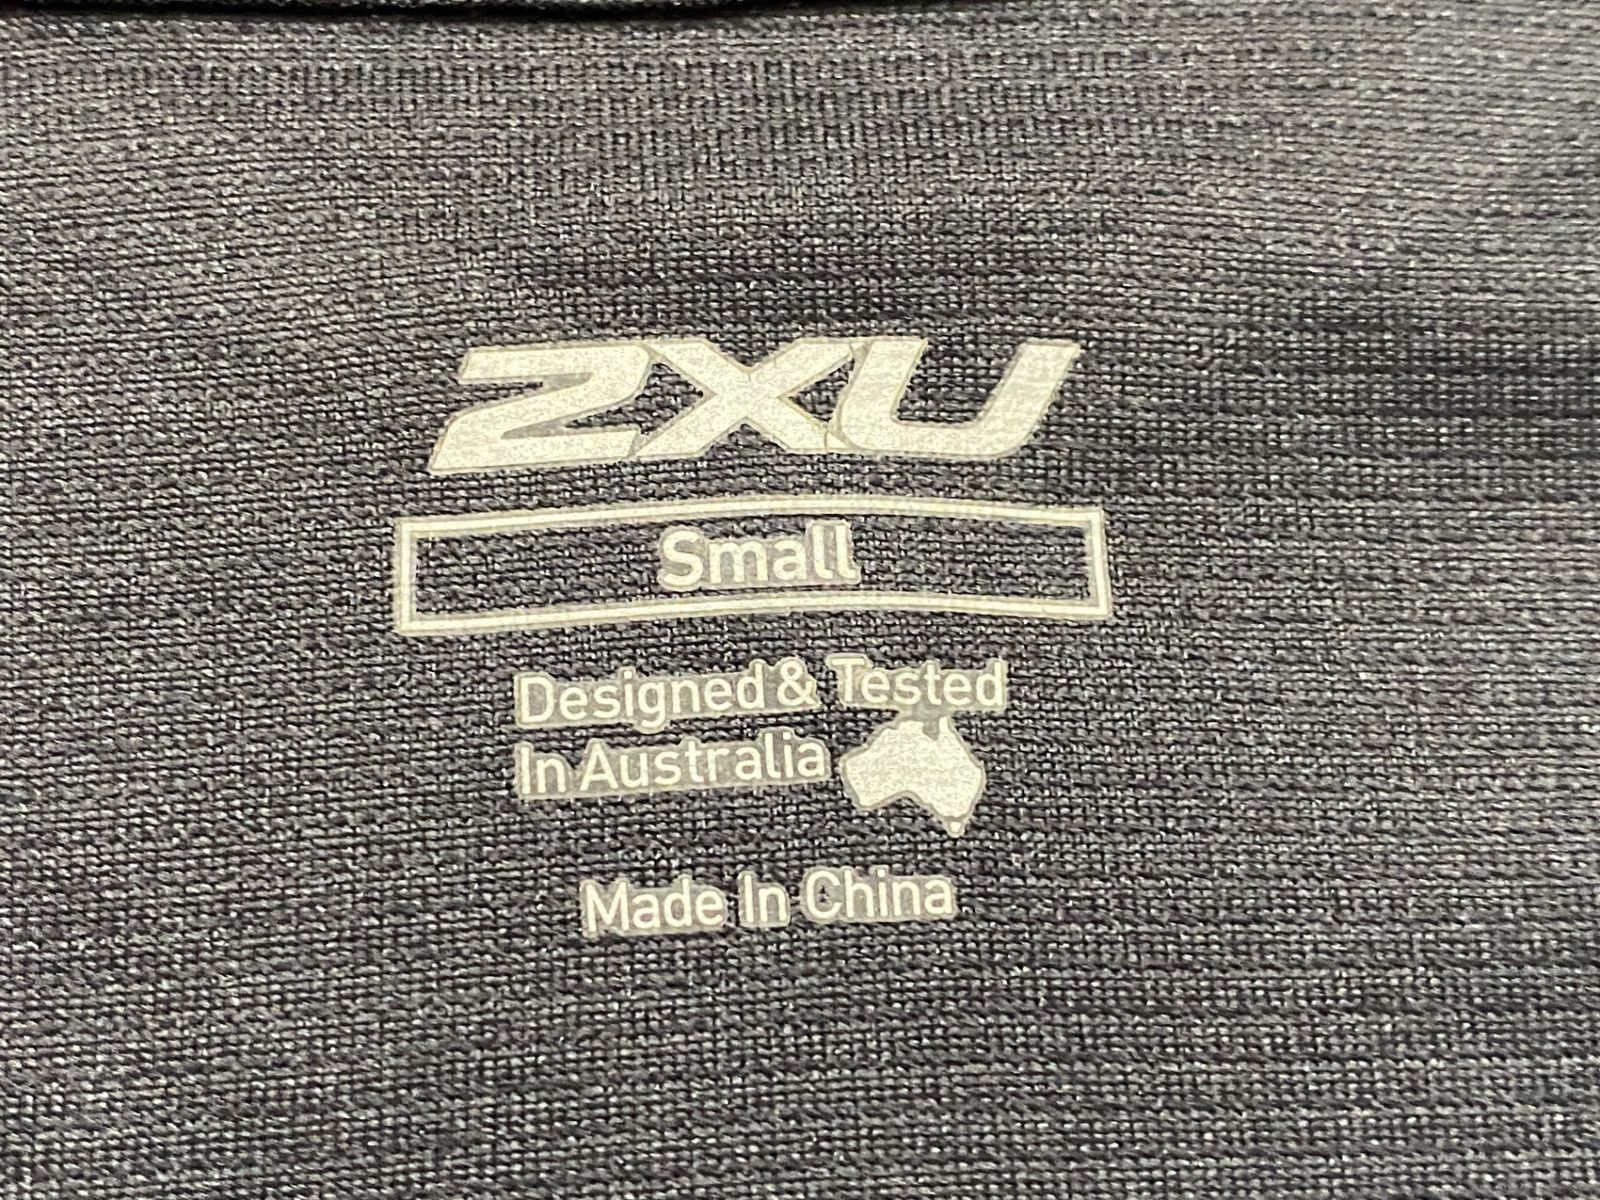 2XU
Small
Designed & Tested
In Australia
Made In China